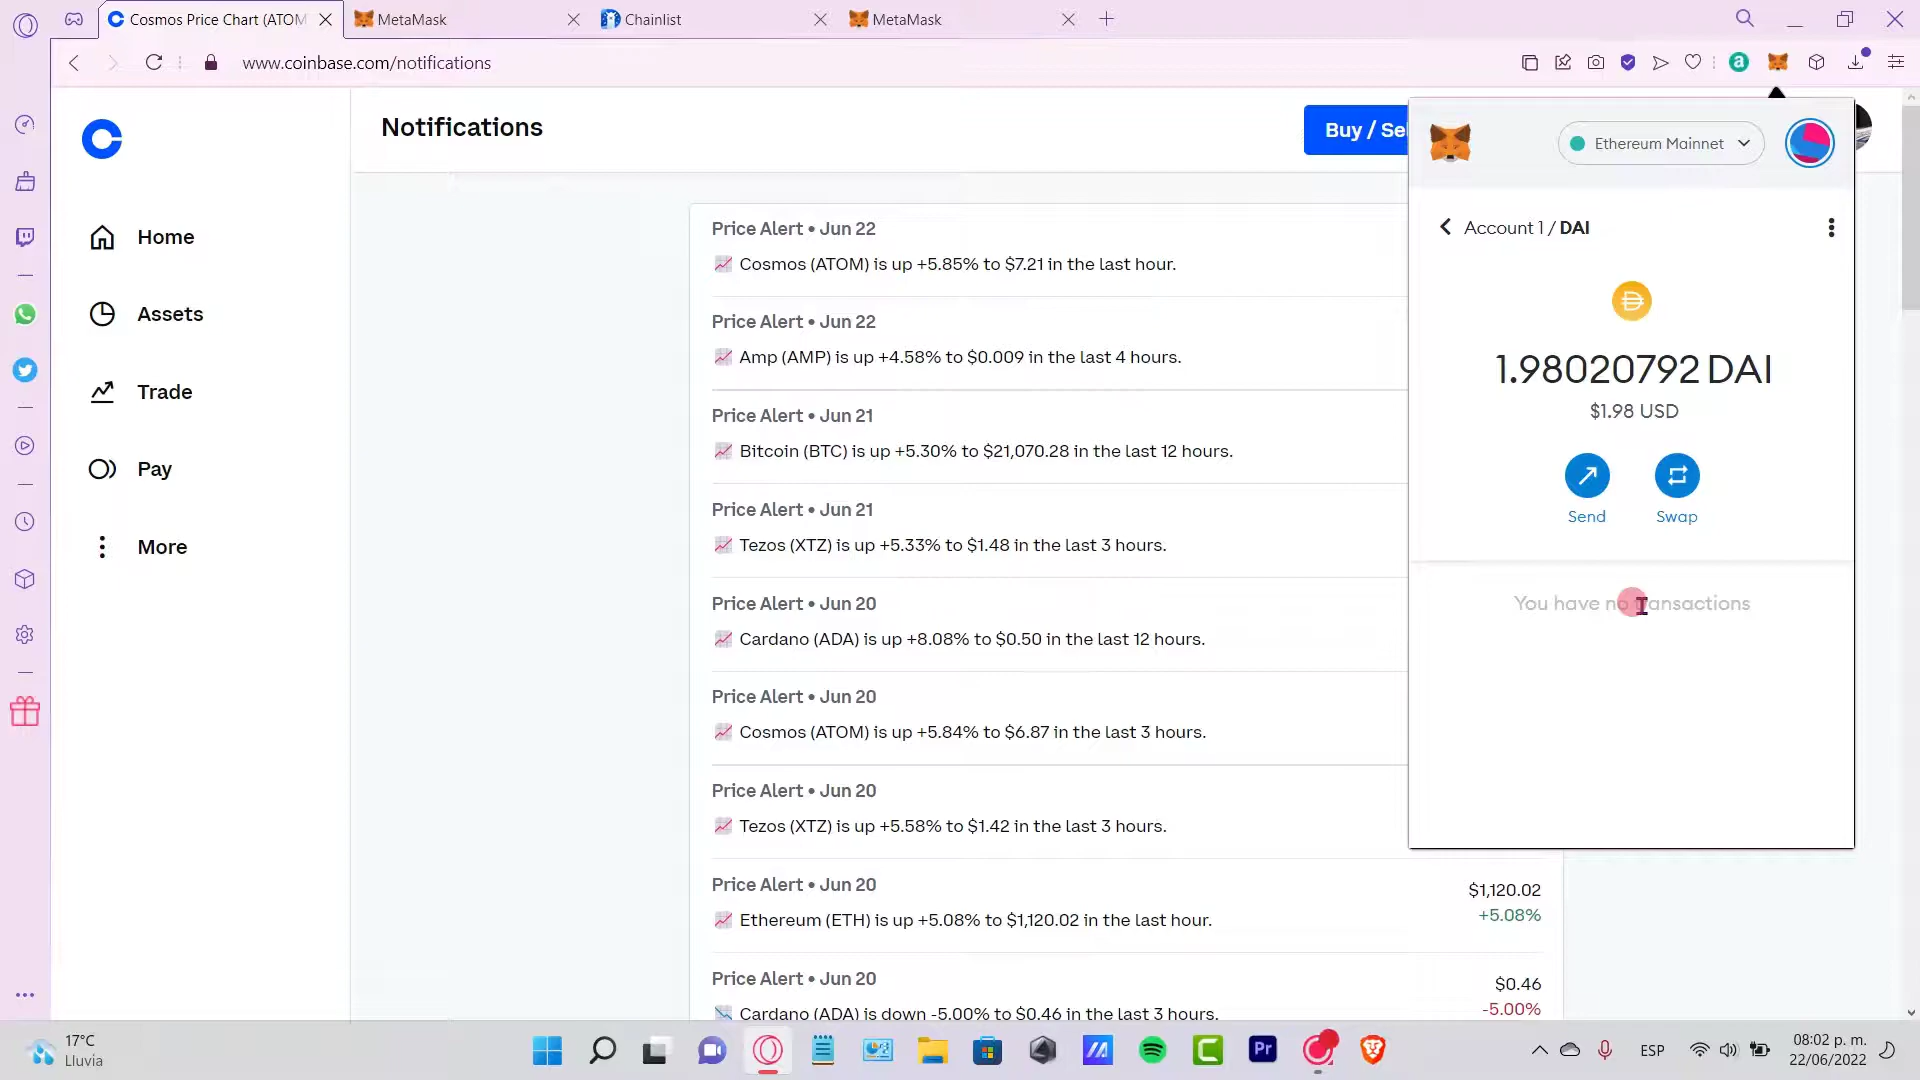 Cosmos Price Chart (ATOM
MetaMask
Chainlist
MetaMask
www.coinbase.com/notifications
Notifications
Buy / Se
Home
Assets
Trade
Pay
More
Price Alert • Jun 22
Cosmos (ATOM) is up +5.85% to $7.21 in the last hour.
Price Alert • Jun 22
Amp (AMP) is up +4.58% to $0.009 in the last 4 hours.
Price Alert • Jun 21
Bitcoin (BTC) is up +5.30% to $21,070.28 in the last 12 hours.
Price Alert • Jun 21
Tezos (XTZ) is up +5.33% to $1.48 in the last 3 hours.
Price Alert • Jun 20
Cardano (ADA) is up +8.08% to $0.50 in the last 12 hours.
Price Alert • Jun 20
Cosmos (ATOM) is up +5.84% to $6.87 in the last 3 hours.
Price Alert • Jun 20
Tezos (XTZ) is up +5.58% to $1.42 in the last 3 hours.
Price Alert • Jun 20
Ethereum (ETH) is up +5.08% to $1,120.02 in the last hour.
$1,120.02
+5.08%
Price Alert • Jun 20
Cardano (ADA) is down -5.00% to $0.46 in the last 3 hours.
$0.46
-5.00%
Ethereum Mainnet
Account 1 / DAI
1.98020792 DAI
$1.98 USD
Send
Swap
You have no transactions
17°C
Lluvia
Pr
ESP
08:02 p. m.
22/06/2022